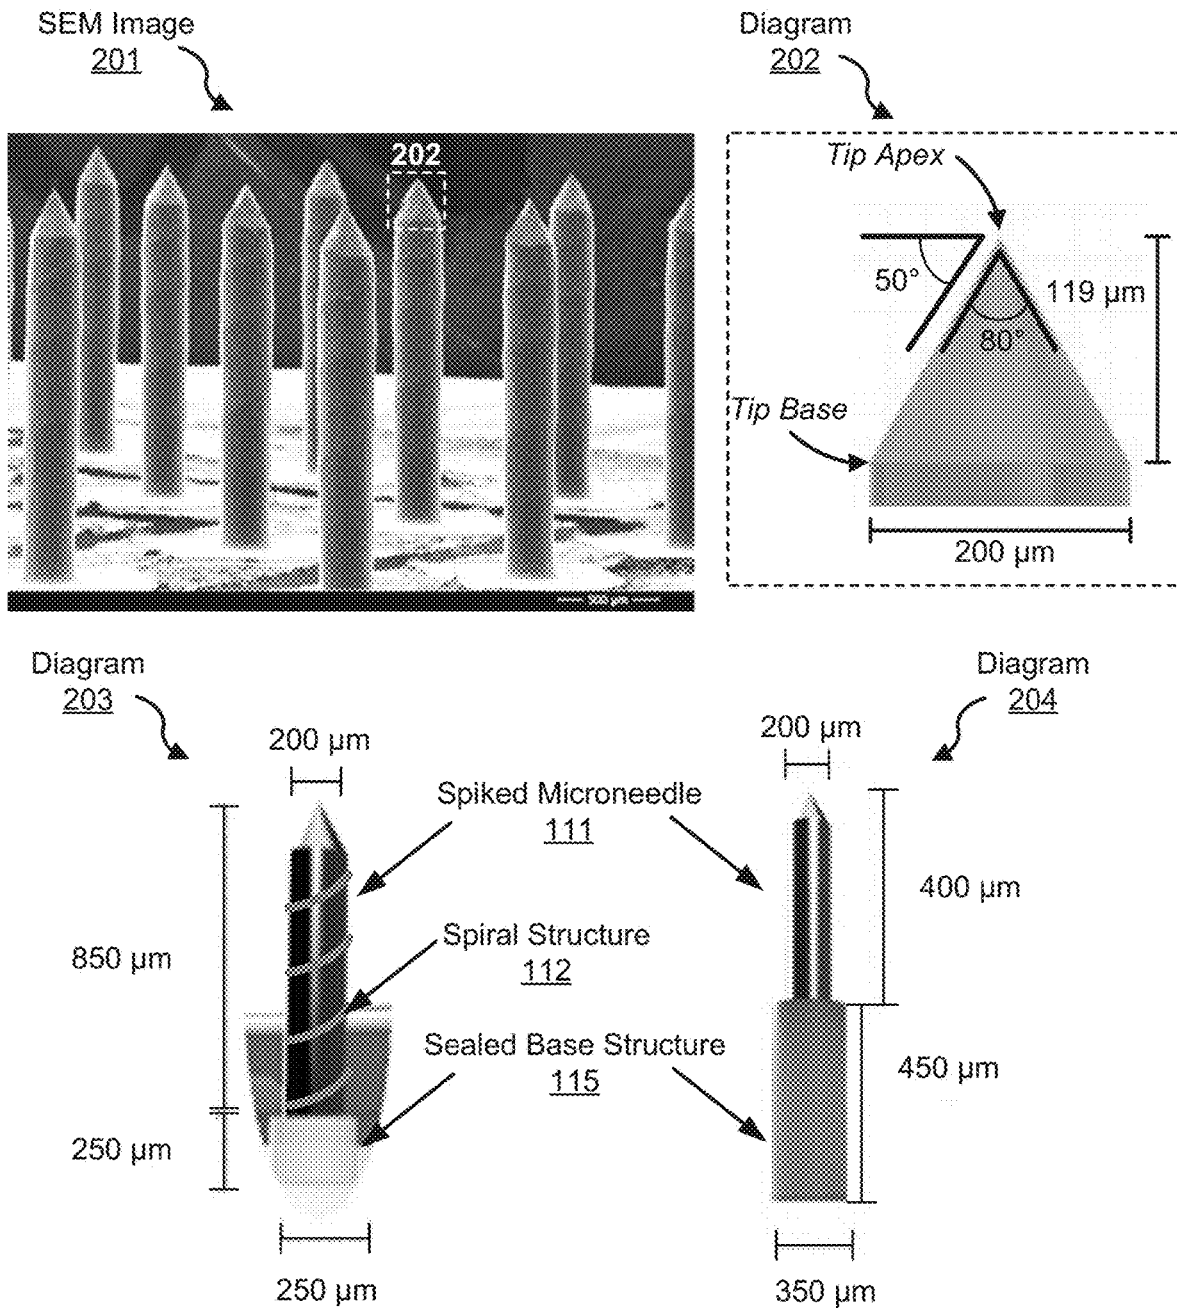 SEM Image
201
Diagram
202
202
Tip Apex
50°
80°
119 µm
Tip Base
200 µm
Diagram
203
Diagram
204
200 µm
200 µm
Spiked Microneedle
111
400 µm
850 µm
Spiral Structure
112
Sealed Base Structure
115
450 µm
250 µm
250 µm
350 µm